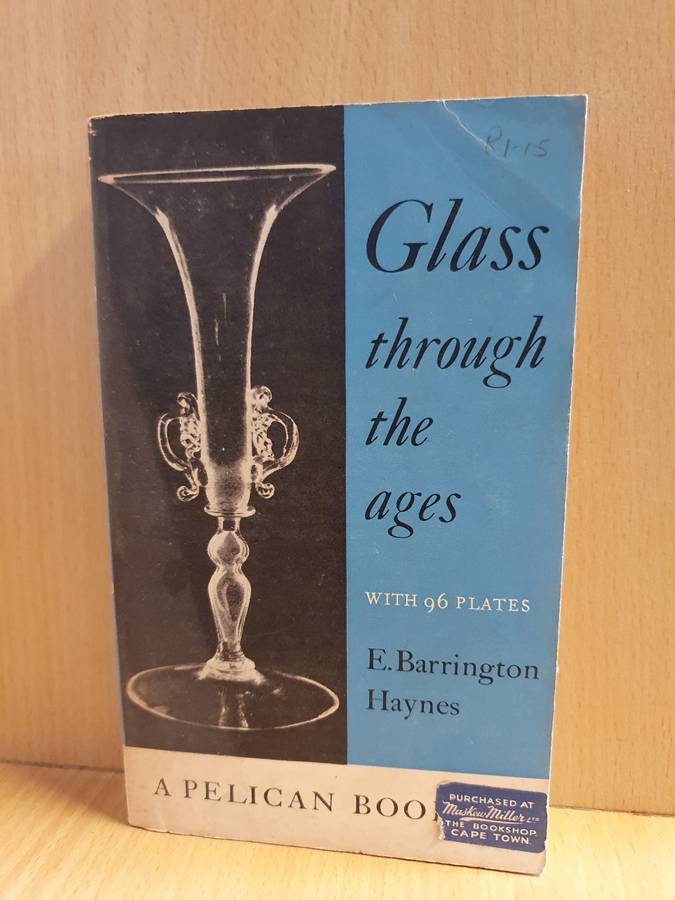 R1-15
Glass
through
the
ages
WITH 96 PLATES
E. Barrington
Haynes
A PELICAN BOO
PURCHASED AT
Maskew Miller LTD
THE BOOKSHOP
CAPE TOWN